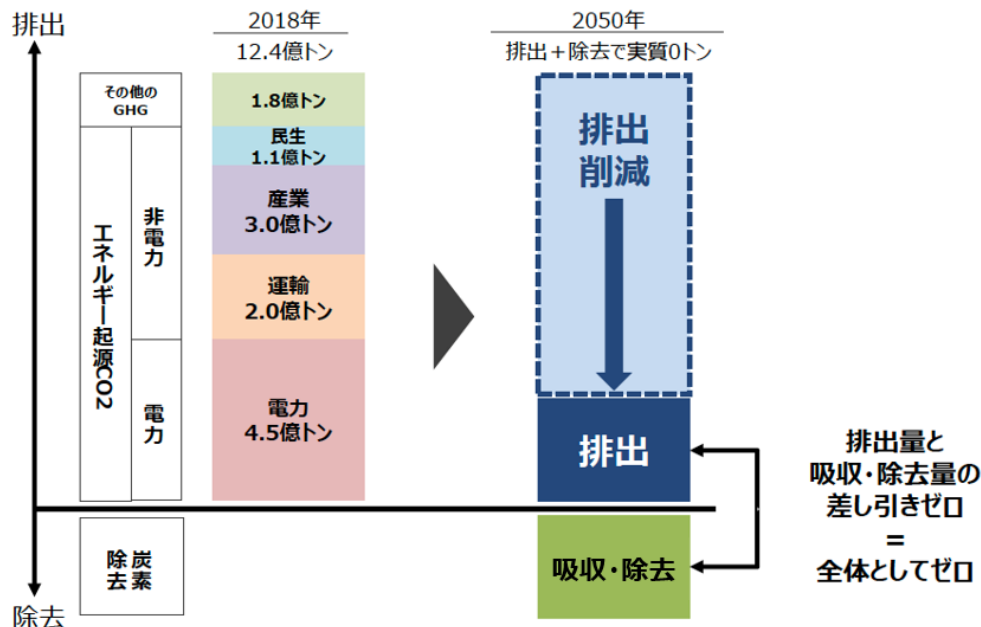 排出
2018年
12.4億トン
2050年
排出＋除去で実質0トン
その他の
GHG
1.8億トン
民生
1.1億トン
産業
3.0億トン
運輸
2.0億トン
電力
4.5億トン
エネルギー起源CO2
非電力
電力
排出
削減
排出
吸収・除去
排出量と
吸収・除去量の
差し引きゼロ
=
全体としてゼロ
炭素
除去
除去